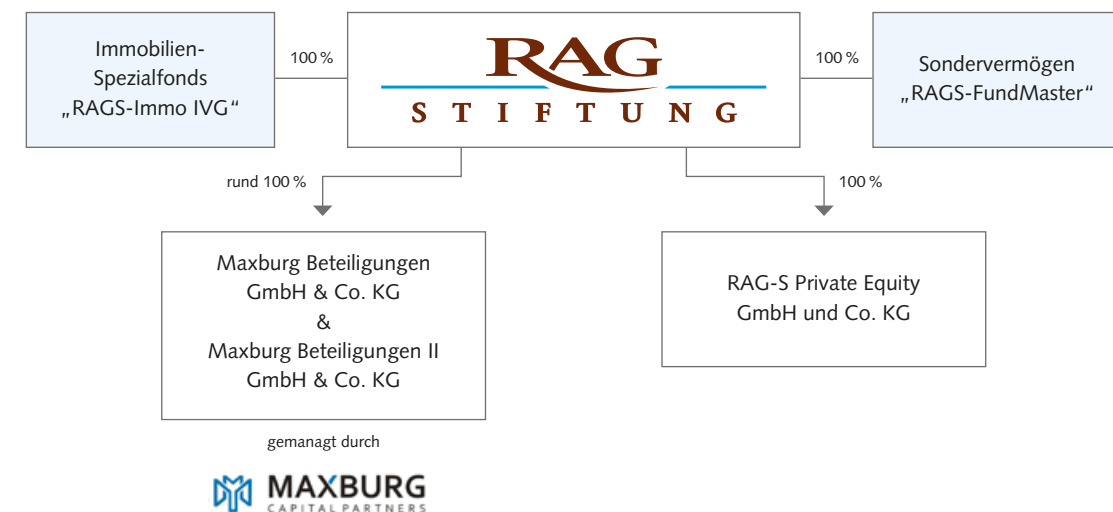 Immobilien-
Spezialfonds
„RAGS-Immo IVG“
100 %
RAG
STIFTUNG
100 %
Sondervermögen
„RAGS-FundMaster“
rund 100 %
100 %
Maxburg Beteiligungen
GmbH & Co. KG
&
Maxburg Beteiligungen II
GmbH & Co. KG
RAG-S Private Equity
GmbH und Co. KG
gemanagt durch
MAXBURG
CAPITAL PARTNERS